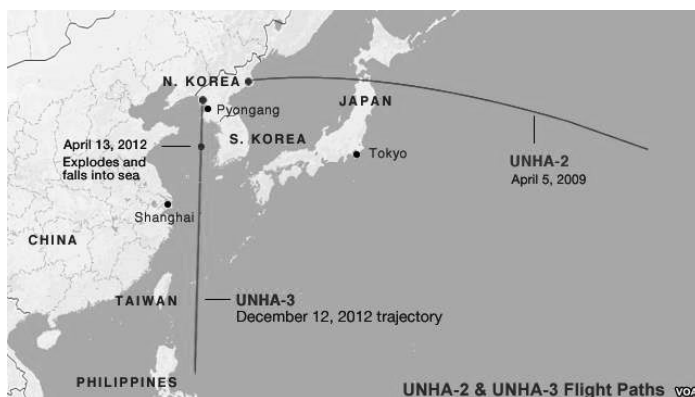 N. KOREA
JAPAN
Pyongang
April 13, 2012
Explodes and
falls into sea
S. KOREA
Tokyo
UNHA-2
April 5, 2009
Shanghai
CHINA
TAIWAN
UNHA-3
December 12, 2012 trajectory
PHILIPPINES
UNHA-2 & UNHA-3 Flight Paths
VOA